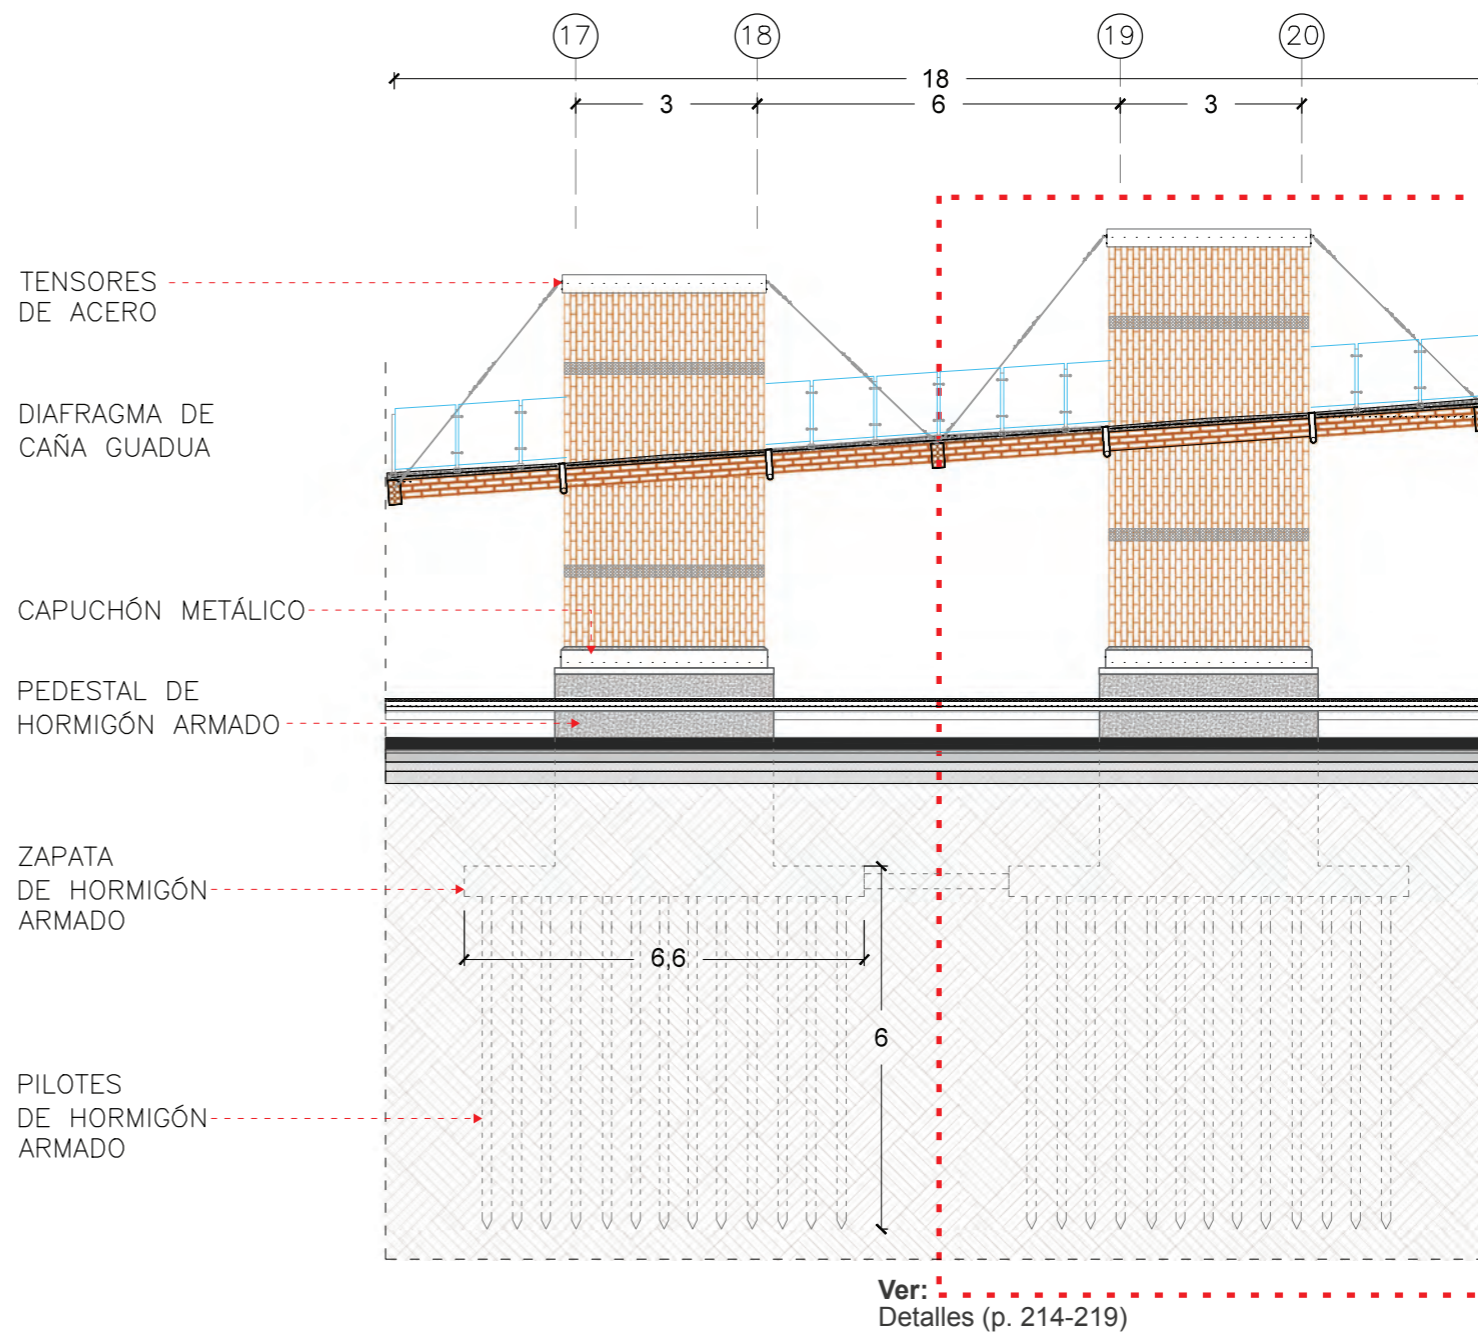 17 18 19 20
18
3 6 3
TENSORES
DE ACERO
DIAFRAGMA DE
CAÑA GUADUA
CAPUCHÓN METÁLICO
PEDESTAL DE
HORMIGÓN ARMADO
ZAPATA
DE HORMIGÓN
ARMADO
6,6
6
PILOTES
DE HORMIGÓN
ARMADO
Ver:
Detalles (p. 214-219)